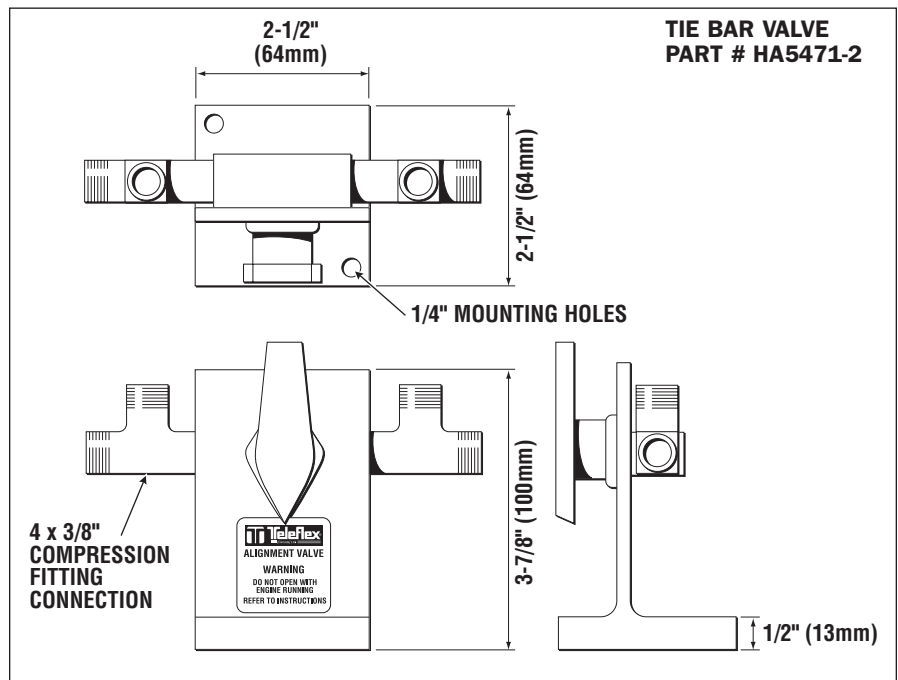 TIE BAR VALVE
PART # HA5471-2
2-1/2"
(64mm)
2-1/2" (64mm)
1/4" MOUNTING HOLES
3-7/8" (100mm)
4 x 3/8"
COMPRESSION
FITTING
CONNECTION
Teleflex
ALIGNMENT VALVE
WARNING
DO NOT OPEN WITH
ENGINE RUNNING
REFER TO INSTRUCTIONS
1/2" (13mm)